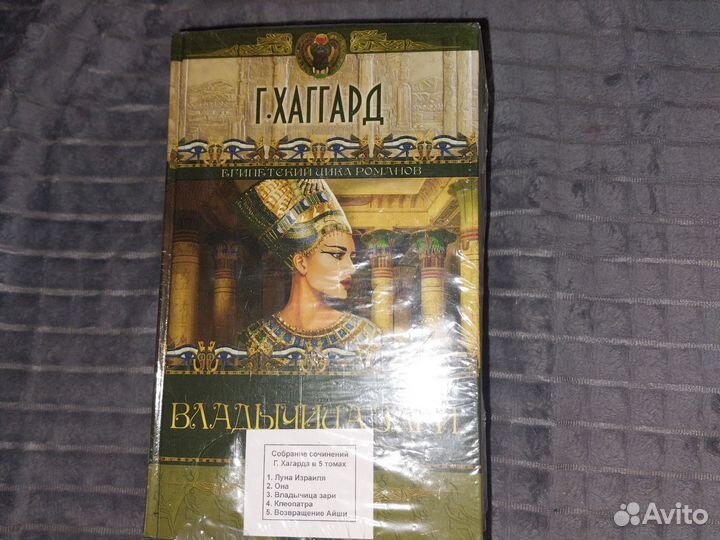 Г.ХАГГАРД
ЕГИПЕТСКИЙ ЦИКЛ РОМАНОВ
ВЛАДЫЧИЦА ЗАРИ
Собрание сочинений
Г. Хагарда в 5 томах
1. Луна Израиля
2. Она
3. Владычица зари
4. Клеопатра
5. Возвращение Айши
Avito